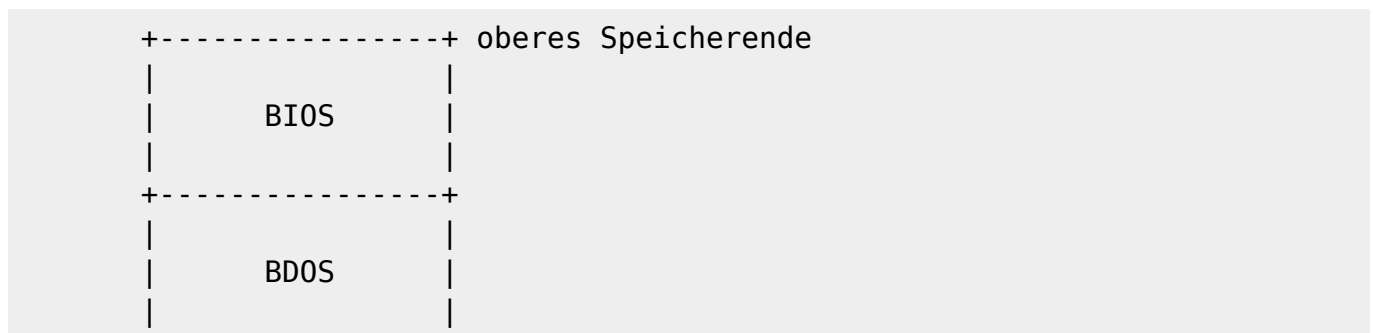 +----------------+ oberes Speicherende
|                |
|      BIOS      |
|                |
+----------------+
|                |
|      BDOS      |
|                |